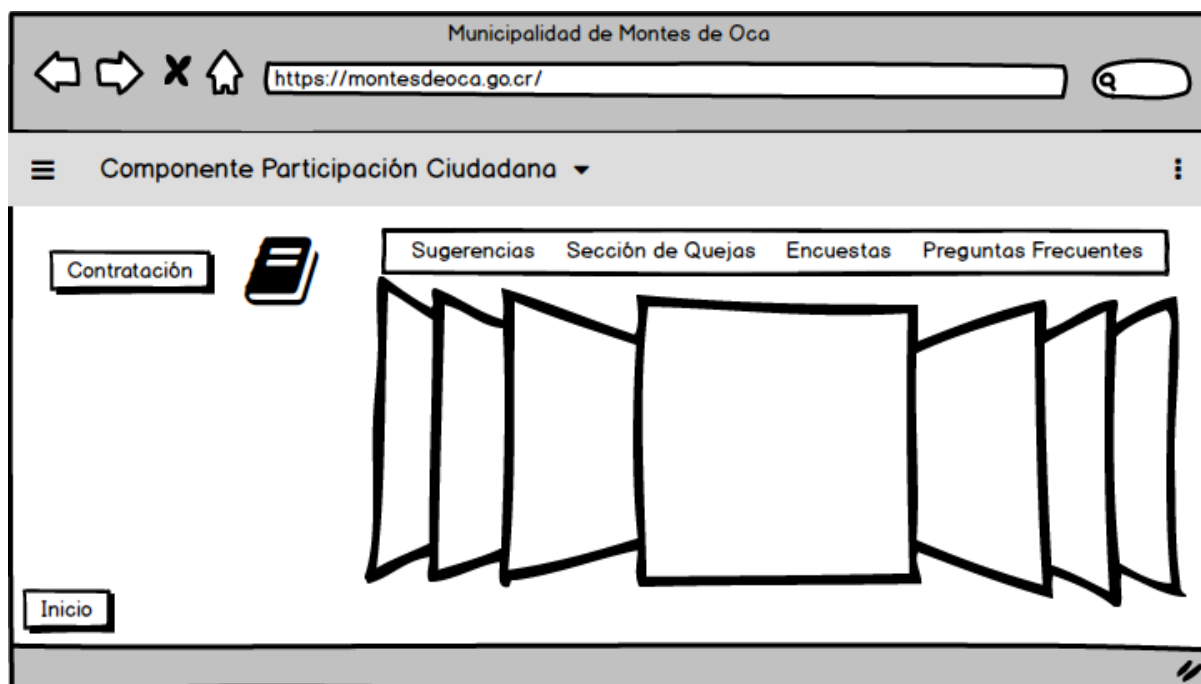 Municipalidad de Montes de Oca
https://montesdeoca.go.cr/
Componente Participación Ciudadana
Sugerencias Sección de Quejas Encuestas Preguntas Frecuentes
Contratación
Inicio